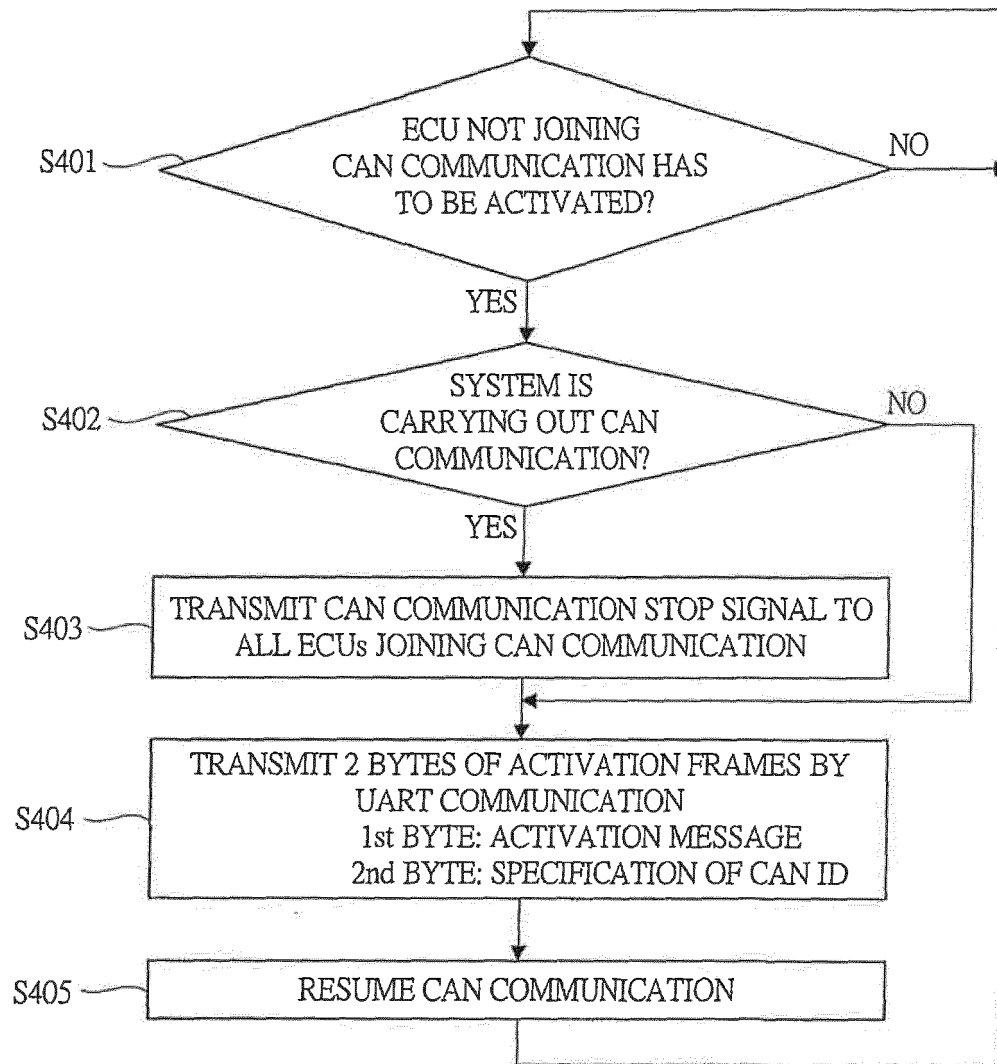 ECU NOT JOINING
CAN COMMUNICATION HAS
TO BE ACTIVATED?
S401
NO
YES
SYSTEM IS
CARRYING OUT CAN
COMMUNICATION?
S402
NO
YES
TRANSMIT CAN COMMUNICATION STOP SIGNAL TO
ALL ECUs JOINING CAN COMMUNICATION
S403
TRANSMIT 2 BYTES OF ACTIVATION FRAMES BY
UART COMMUNICATION
1st BYTE: ACTIVATION MESSAGE
2nd BYTE: SPECIFICATION OF CAN ID
S404
RESUME CAN COMMUNICATION
S405